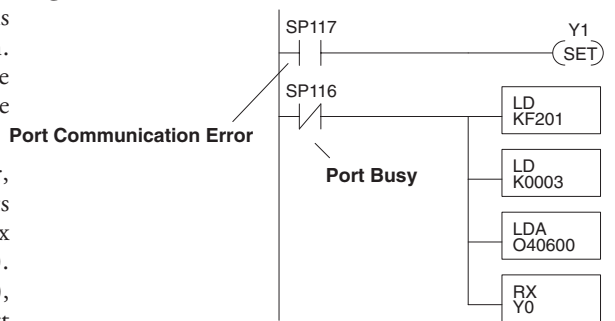 SP117
Y1
SET
SP116
LD
KF201
Port Communication Error
Port Busy
LD
K0003
LDA
O40600
RX
Y0